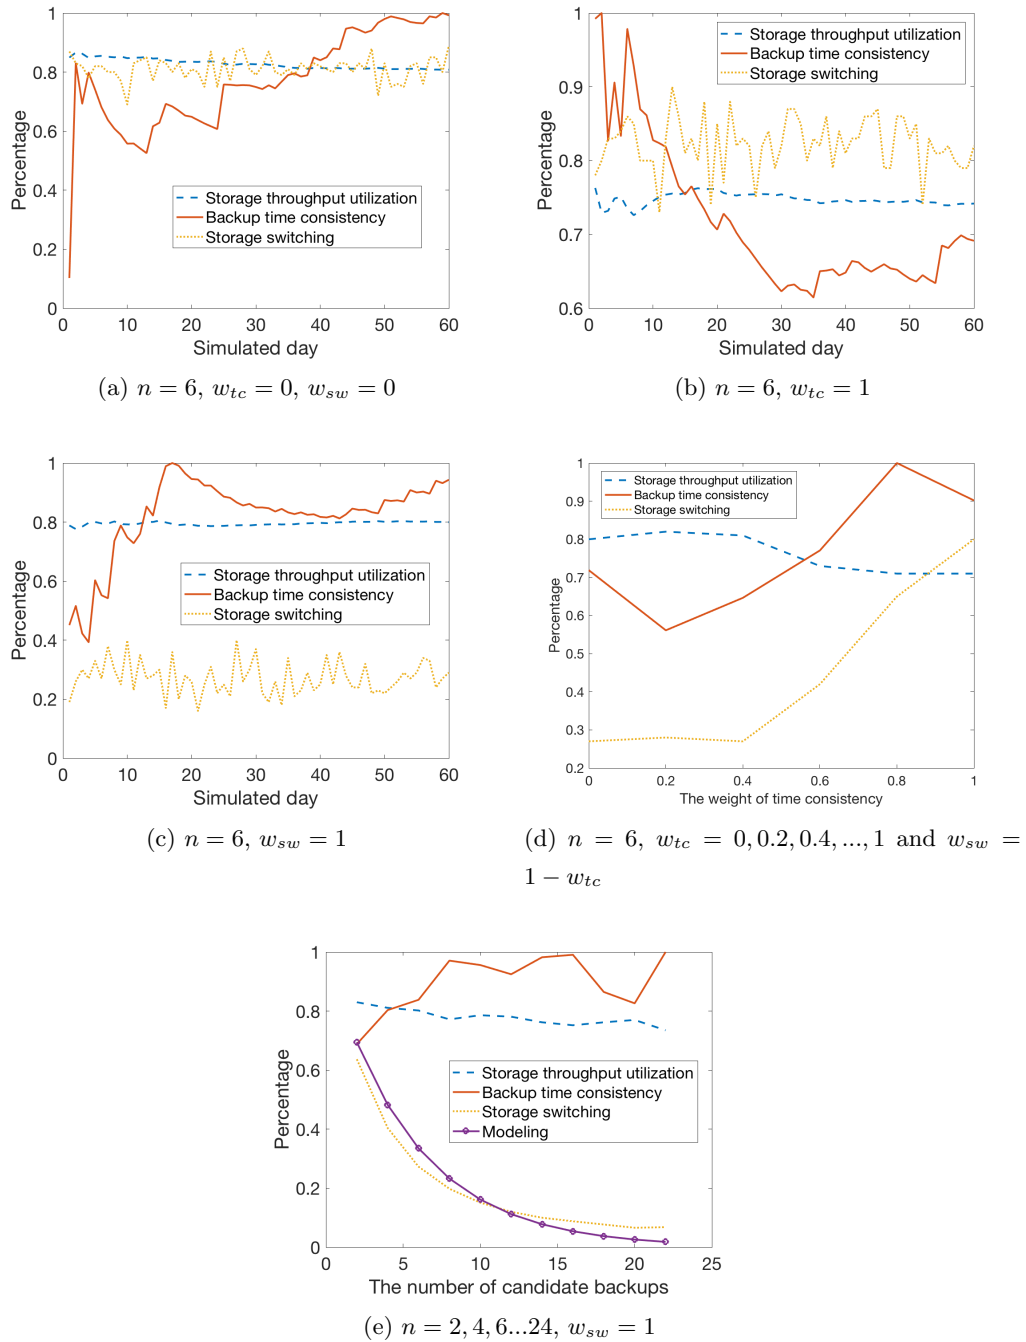 1
0.8
0.6
0.4
0.2
0
Percentage
Storage throughput utilization
Backup time consistency
Storage switching
0 10 20 30 40 50 60
Simulated day
(a) n = 6, w_tc = 0, w_sw = 0
1
0.9
0.8
0.7
0.6
Percentage
Storage throughput utilization
Backup time consistency
Storage switching
0 10 20 30 40 50 60
Simulated day
(b) n = 6, w_tc = 1
1
0.8
0.6
0.4
0.2
0
Percentage
Storage throughput utilization
Backup time consistency
Storage switching
0 10 20 30 40 50 60
Simulated day
(c) n = 6, w_sw = 1
1
0.9
0.8
0.7
0.6
0.5
0.4
0.3
0.2
Percentage
Storage throughput utilization
Backup time consistency
Storage switching
0 0.2 0.4 0.6 0.8 1
The weight of time consistency
(d) n = 6, w_tc = 0, 0.2, 0.4, ..., 1 and w_sw =
1 − w_tc
1
0.8
0.6
0.4
0.2
0
Percentage
Storage throughput utilization
Backup time consistency
Storage switching
Modeling
0 5 10 15 20 25
The number of candidate backups
(e) n = 2, 4, 6...24, w_sw = 1